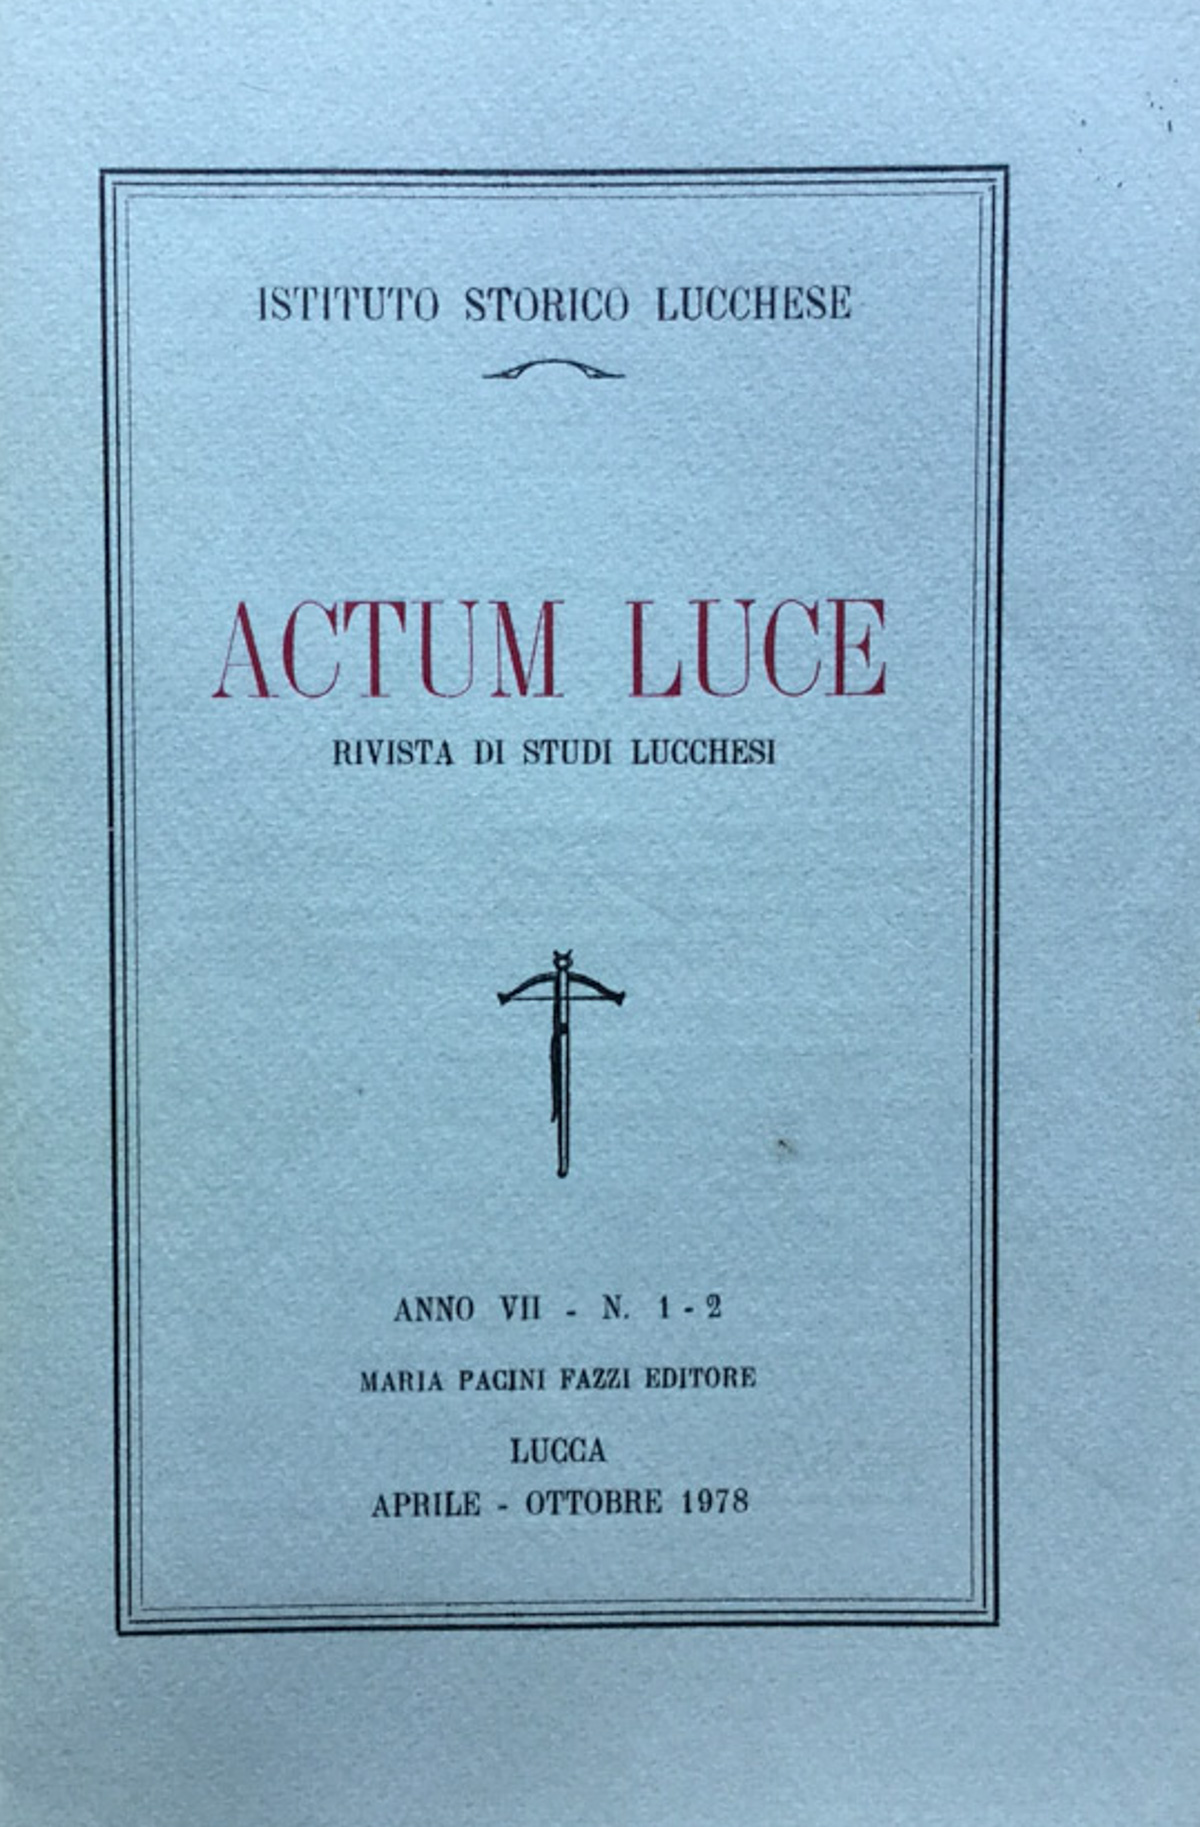 ISTITUTO STORICO LUCCHESE
ACTUM LUCE
RIVISTA DI STUDI LUCCHESI
ANNO VII - N. 1 - 2
MARIA PACINI FAZZI EDITORE
LUCCA
APRILE - OTTOBRE 1978